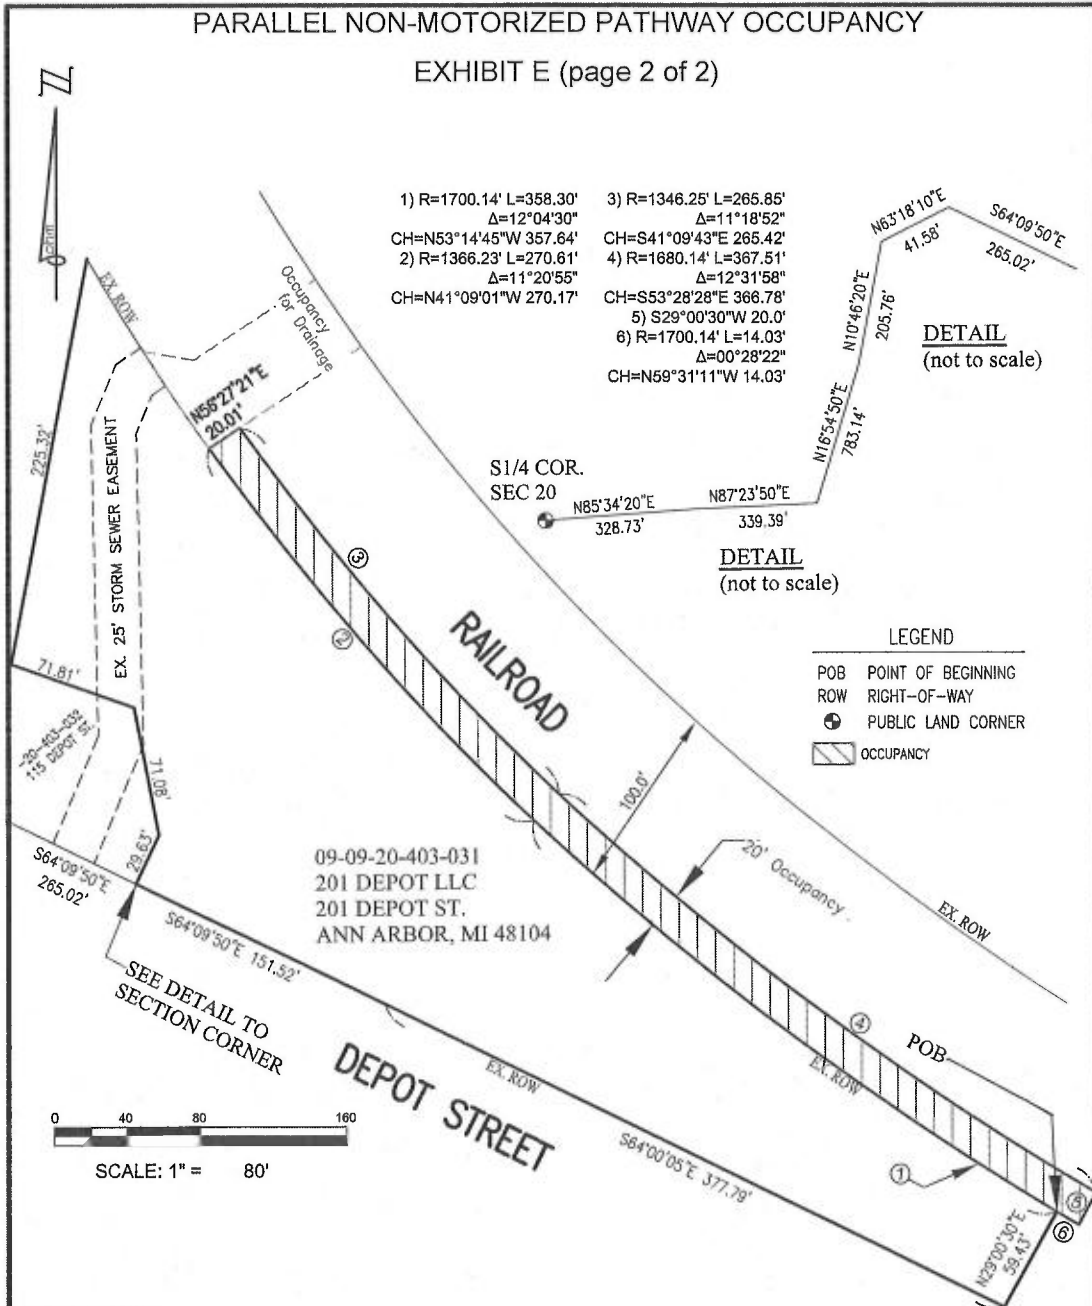 PARALLEL NON-MOTORIZED PATHWAY OCCUPANCY
EXHIBIT E (page 2 of 2)
1) R=1700.14' L=358.30'
Δ=12°04'30"
CH=N53°14'45"W 357.64'
2) R=1366.23' L=270.61'
Δ=11°20'55"
CH=N41°09'01"W 270.17'
3) R=1346.25' L=265.85'
Δ=11°18'52"
CH=S41°09'43"E 265.42'
4) R=1680.14' L=367.51'
Δ=12°31'58"
CH=S53°28'28"E 366.78'
5) S29°00'30"W 20.0'
6) R=1700.14' L=14.03'
Δ=00°28'22"
CH=N59°31'11"W 14.03'
N63°18'10"E
41.58'
S64°09'50"E
265.02'
N10°46'20"E
205.76'
DETAIL
(not to scale)
N16°54'50"E
783.14'
S1/4 COR.
SEC 20
N85°34'20"E
328.73'
N87°23'50"E
339.39'
DETAIL
(not to scale)
EX. ROW
Occupancy
for Drainage
N56°27'21"E
20.01'
225.32'
EX. 25' STORM SEWER EASEMENT
3
2
RAILROAD
LEGEND
POB POINT OF BEGINNING
ROW RIGHT-OF-WAY
PUBLIC LAND CORNER
OCCUPANCY
71.81'
-20-403-032
115 DEPOT ST.
71.08'
100.0'
29.63'
S64°09'50"E
265.02'
09-09-20-403-031
201 DEPOT LLC
201 DEPOT ST.
ANN ARBOR, MI 48104
20' Occupancy
EX. ROW
S64°09'50"E 151.52'
SEE DETAIL TO
SECTION CORNER
4
POB
EX. ROW
DEPOT STREET
EX. ROW
0 40 80 160
SCALE: 1" = 80'
S64°00'05"E 377.79'
1
5
6
N29°00'30"E
59.43'